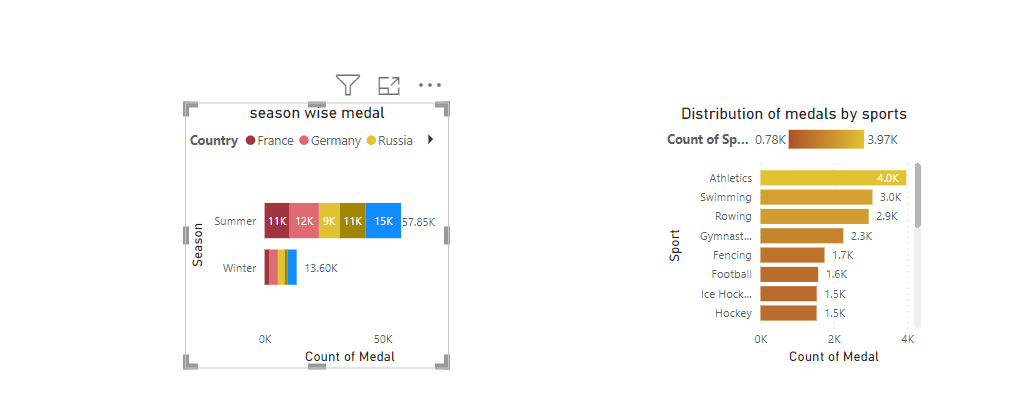 season wise medal
Country France Germany Russia
Season
Summer 11K 12K 9K 11K 15K 57.85K
Winter 13.60K
0K 50K
Count of Medal
Distribution of medals by sports
Count of Sp... 0.78K 3.97K
Sport
Athletics 4.0K
Swimming 3.0K
Rowing 2.9K
Gymnast... 2.3K
Fencing 1.7K
Football 1.6K
Ice Hock... 1.5K
Hockey 1.5K
0K 2K 4K
Count of Medal